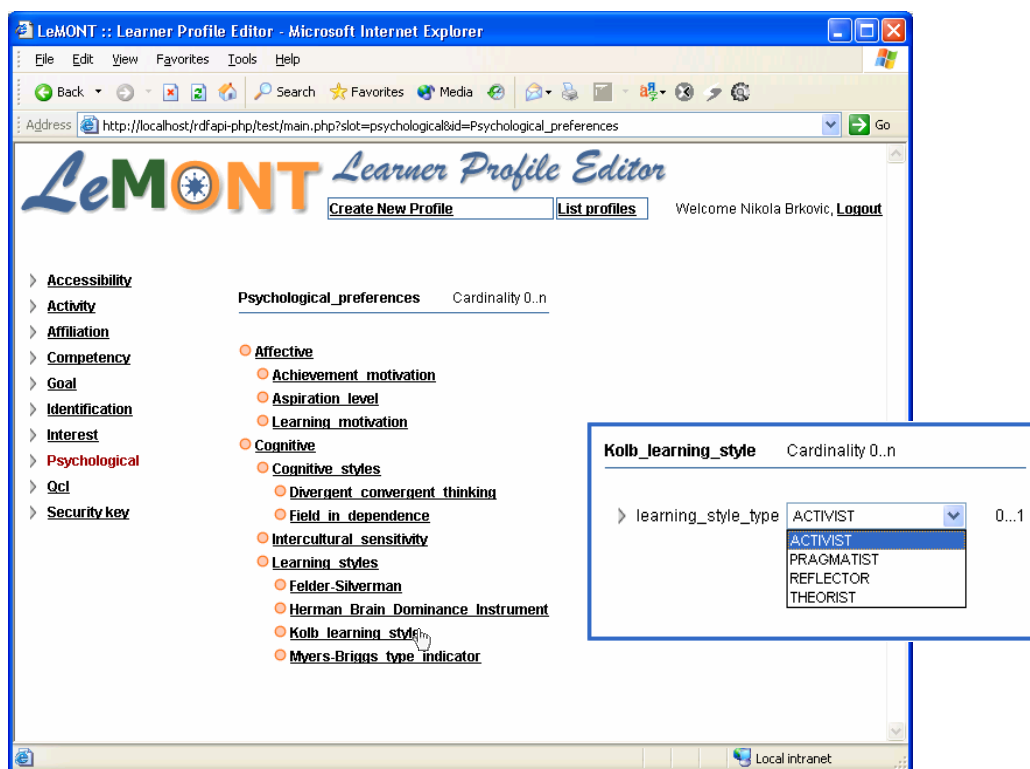 LeMONT :: Learner Profile Editor - Microsoft Internet Explorer
File Edit View Favorites Tools Help
Back Search Favorites Media
Address http://localhost/rdfapi-php/test/main.php?slot=psychological&id=Psychological_preferences Go
LeMONT Learner Profile Editor
Create New Profile List profiles Welcome Nikola Brkovic, Logout
Accessibility
Activity
Affiliation
Competency
Goal
Identification
Interest
Psychological
Qcl
Security key
Psychological_preferences Cardinality 0..n
Affective
Achievement_motivation
Aspiration_level
Learning_motivation
Cognitive
Cognitive_styles
Divergent_convergent_thinking
Field_in_dependence
Intercultural_sensitivity
Learning_styles
Felder-Silverman
Herman_Brain_Dominance_Instrument
Kolb_learning_style
Myers-Briggs_type_indicator
Kolb_learning_style Cardinality 0..n
learning_style_type ACTIVIST 0...1
ACTIVIST
PRAGMATIST
REFLECTOR
THEORIST
Local intranet